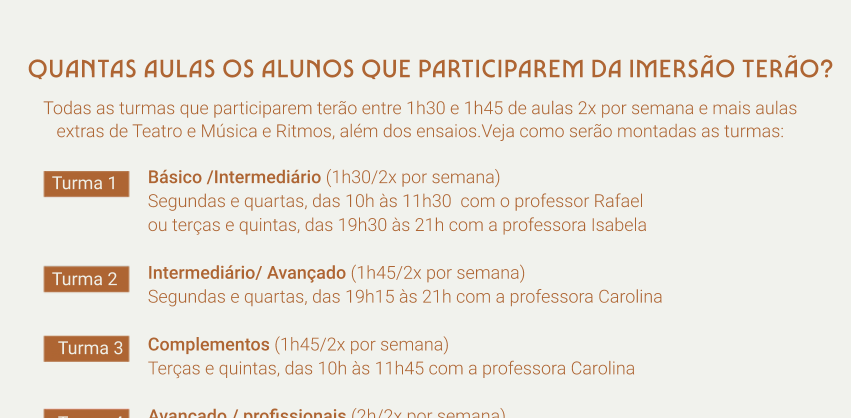 QUANTAS AULAS OS ALUNOS QUE PARTICIPAREM DA IMERSÃO TERÃO?
Todas as turmas que participarem terão entre 1h30 e 1h45 de aulas 2x por semana e mais aulas
extras de Teatro e Música e Ritmos, além dos ensaios.Veja como serão montadas as turmas:
Turma 1
Básico /Intermediário (1h30/2x por semana)
Segundas e quartas, das 10h às 11h30  com o professor Rafael
ou terças e quintas, das 19h30 às 21h com a professora Isabela
Turma 2
Intermediário/ Avançado (1h45/2x por semana)
Segundas e quartas, das 19h15 às 21h com a professora Carolina
Turma 3
Complementos (1h45/2x por semana)
Terças e quintas, das 10h às 11h45 com a professora Carolina
Avançado / profissionais (2h/2x por semana)